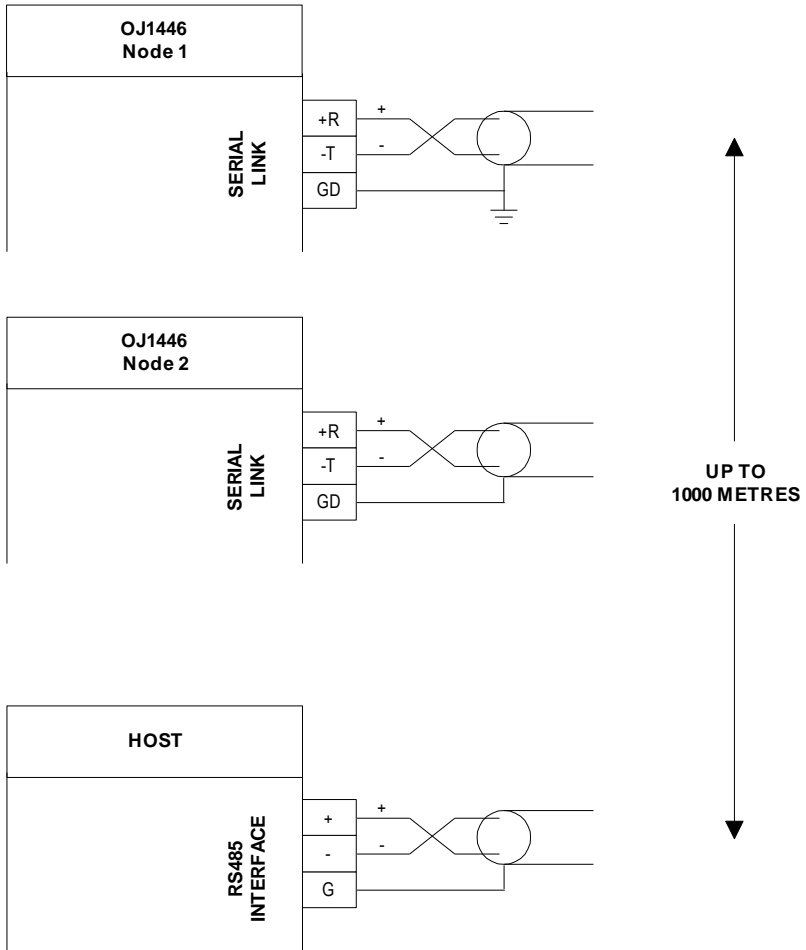 OJ1446
Node 1
SERIAL
LINK
+R
-T
GD
+
-
OJ1446
Node 2
SERIAL
LINK
+R
-T
GD
+
-
UP TO
1000 METRES
HOST
RS485
INTERFACE
+
-
G
+
-